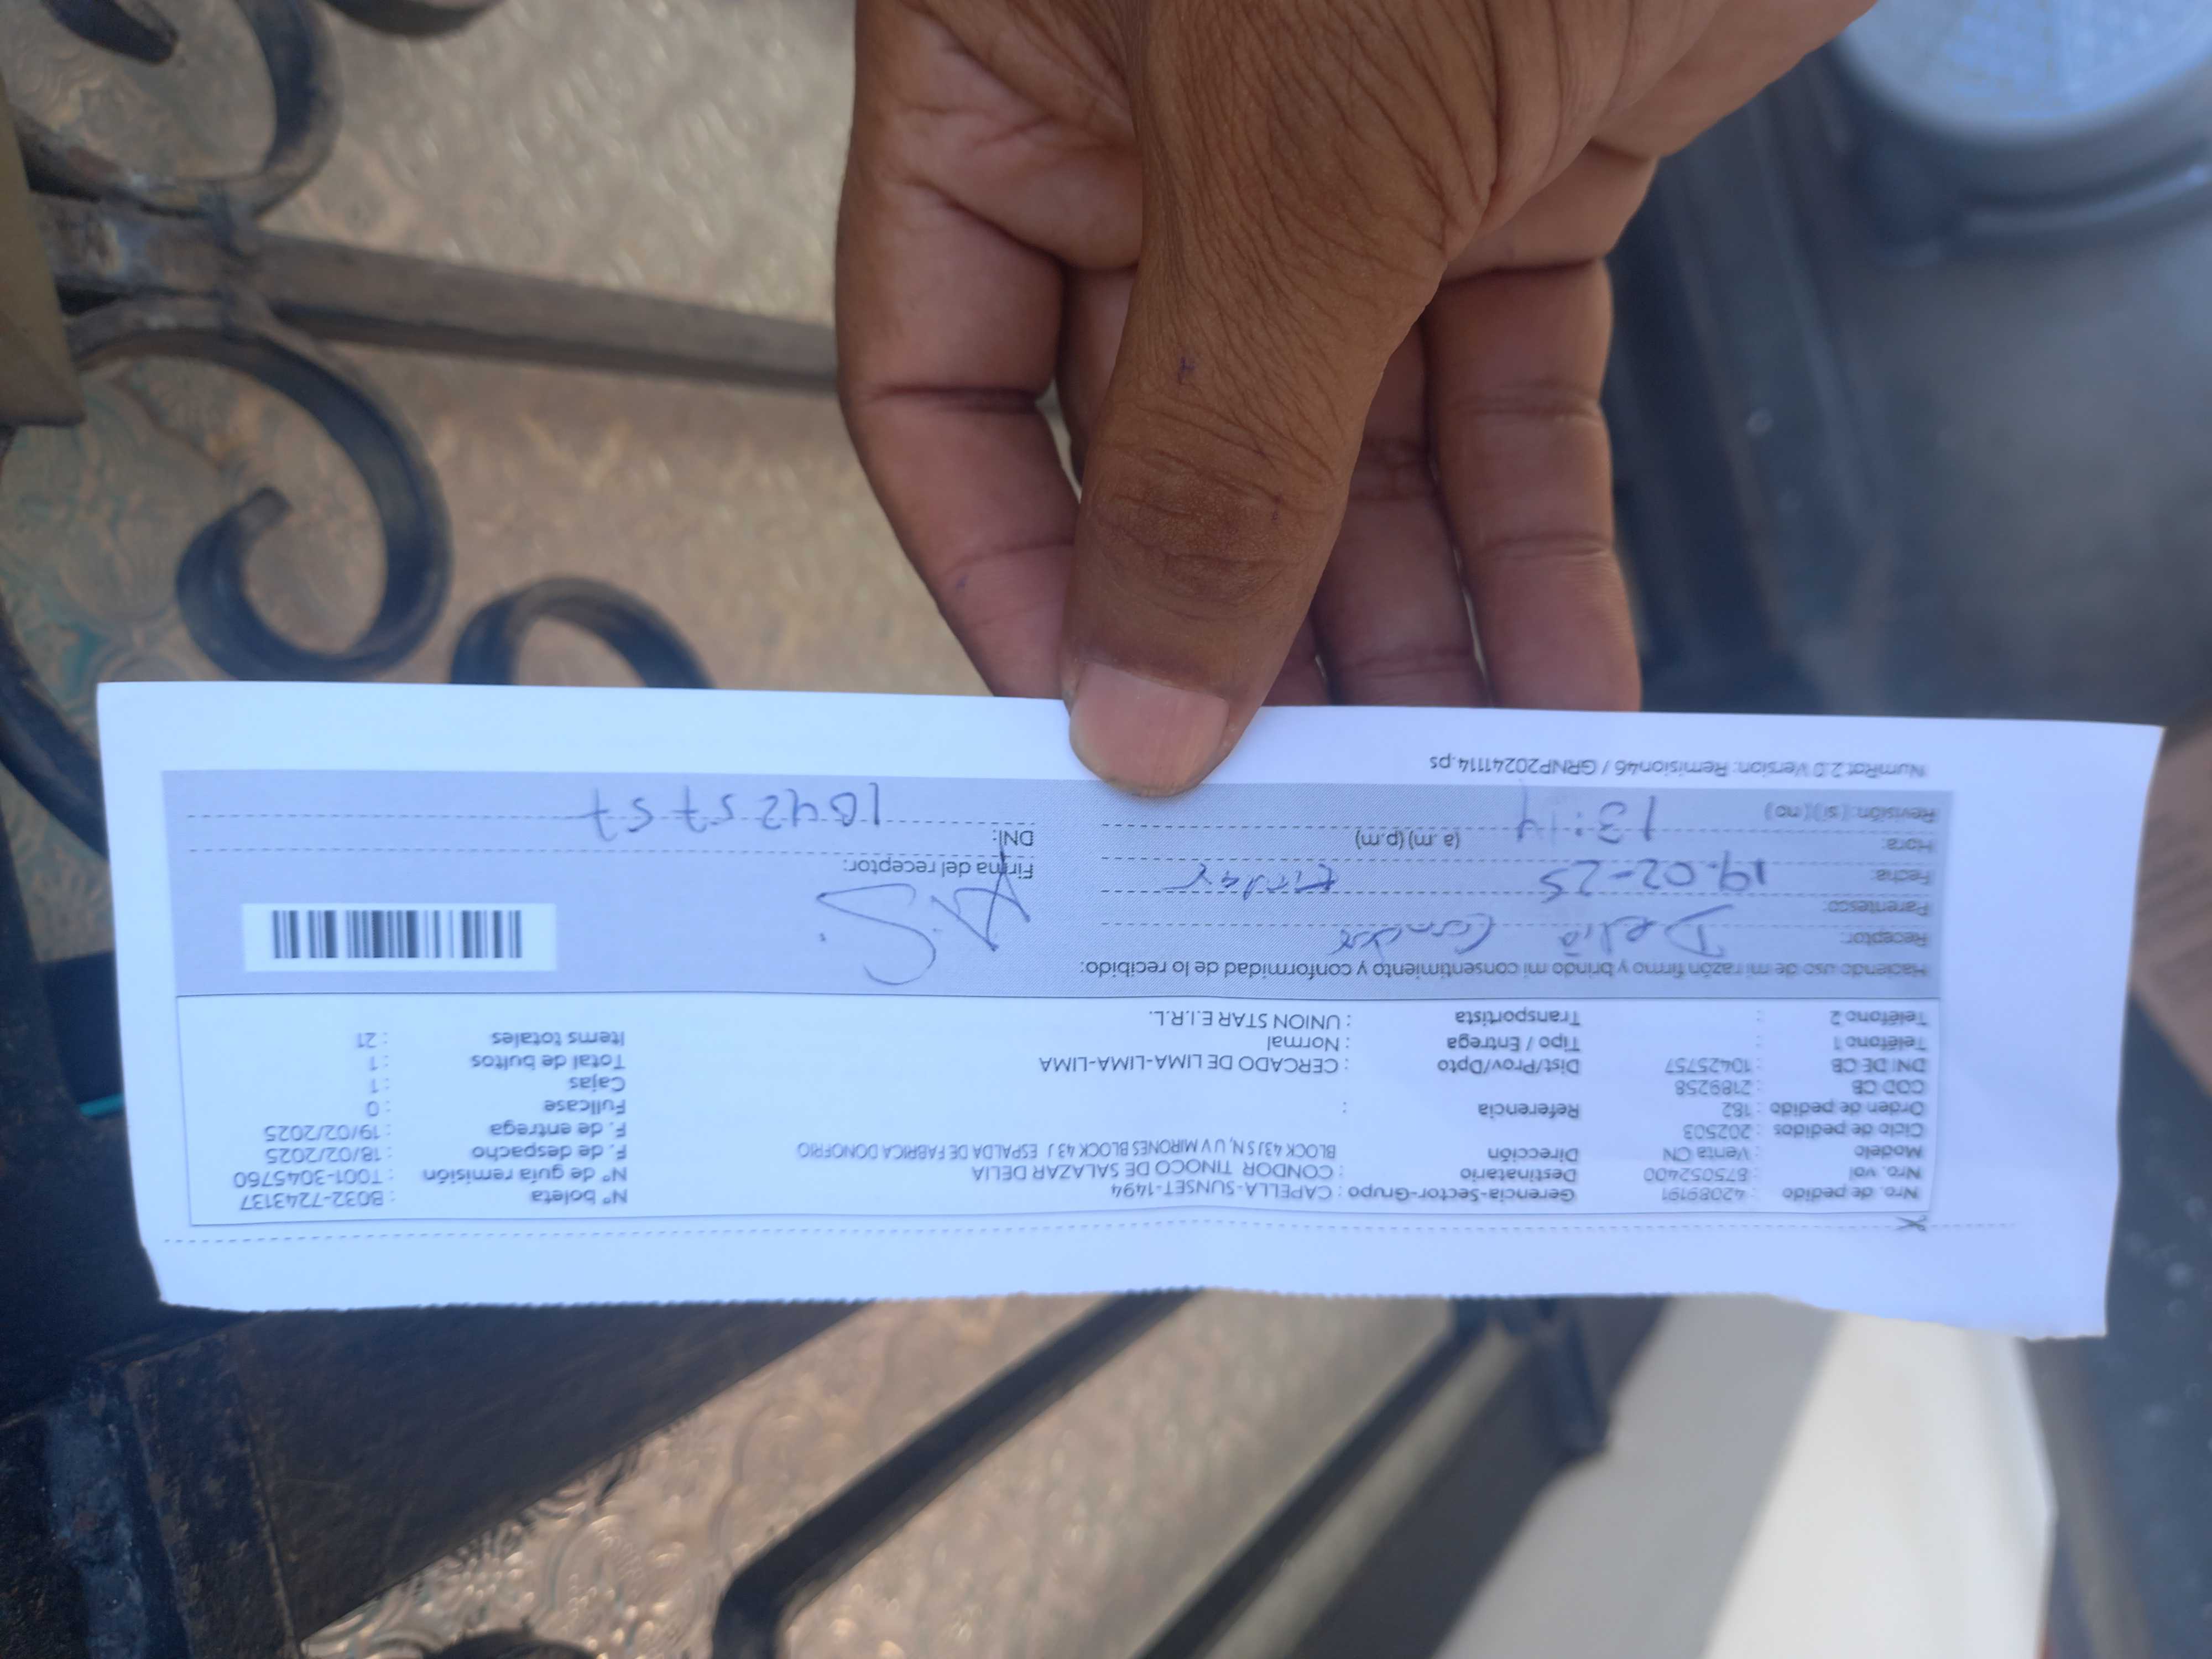 Nro. de pedido : 42089191 Gerencia-Sector-Grupo : CAPELLA-SUNSET-1494 N° boleta : B032-7243137
Nro. vol : 875052400 Destinatario : CONDOR TINOCO DE SALAZAR DELIA N° de guía remisión : T001-3045760
Modelo : Venta CN Dirección BLOCK 43J S N, U V MIRONES BLOCK 43 J ESPALDA DE FABRICA DONOFRIO F. de despacho : 18/02/2025
Ciclo de pedidos : 202503 F. de entrega : 19/02/2025
Orden de pedido : 182 Referencia : Fullcase : 0
COD CB : 2189258 Cajas : 1
DNI DE CB : 10425757 Dist/Prov/Dpto : CERCADO DE LIMA-LIMA-LIMA Total de bultos : 1
Teléfono 1 : Tipo / Entrega : Normal Items totales : 21
Teléfono 2 : Transportista : UNION STAR E.I.R.L.
Haciendo uso de mi razón firmo y brindo mi consentimiento y conformidad de lo recibido:
Receptor: Delia Condor
Parentesco:
Fecha: 19-02-25 Firma del receptor:
Hora: 13:14 (a.m) (p.m) DNI: 10425757
Revisión: ( si ) ( no )
NumRot 2.0 Version: Remision46 / GRNP20241114.ps